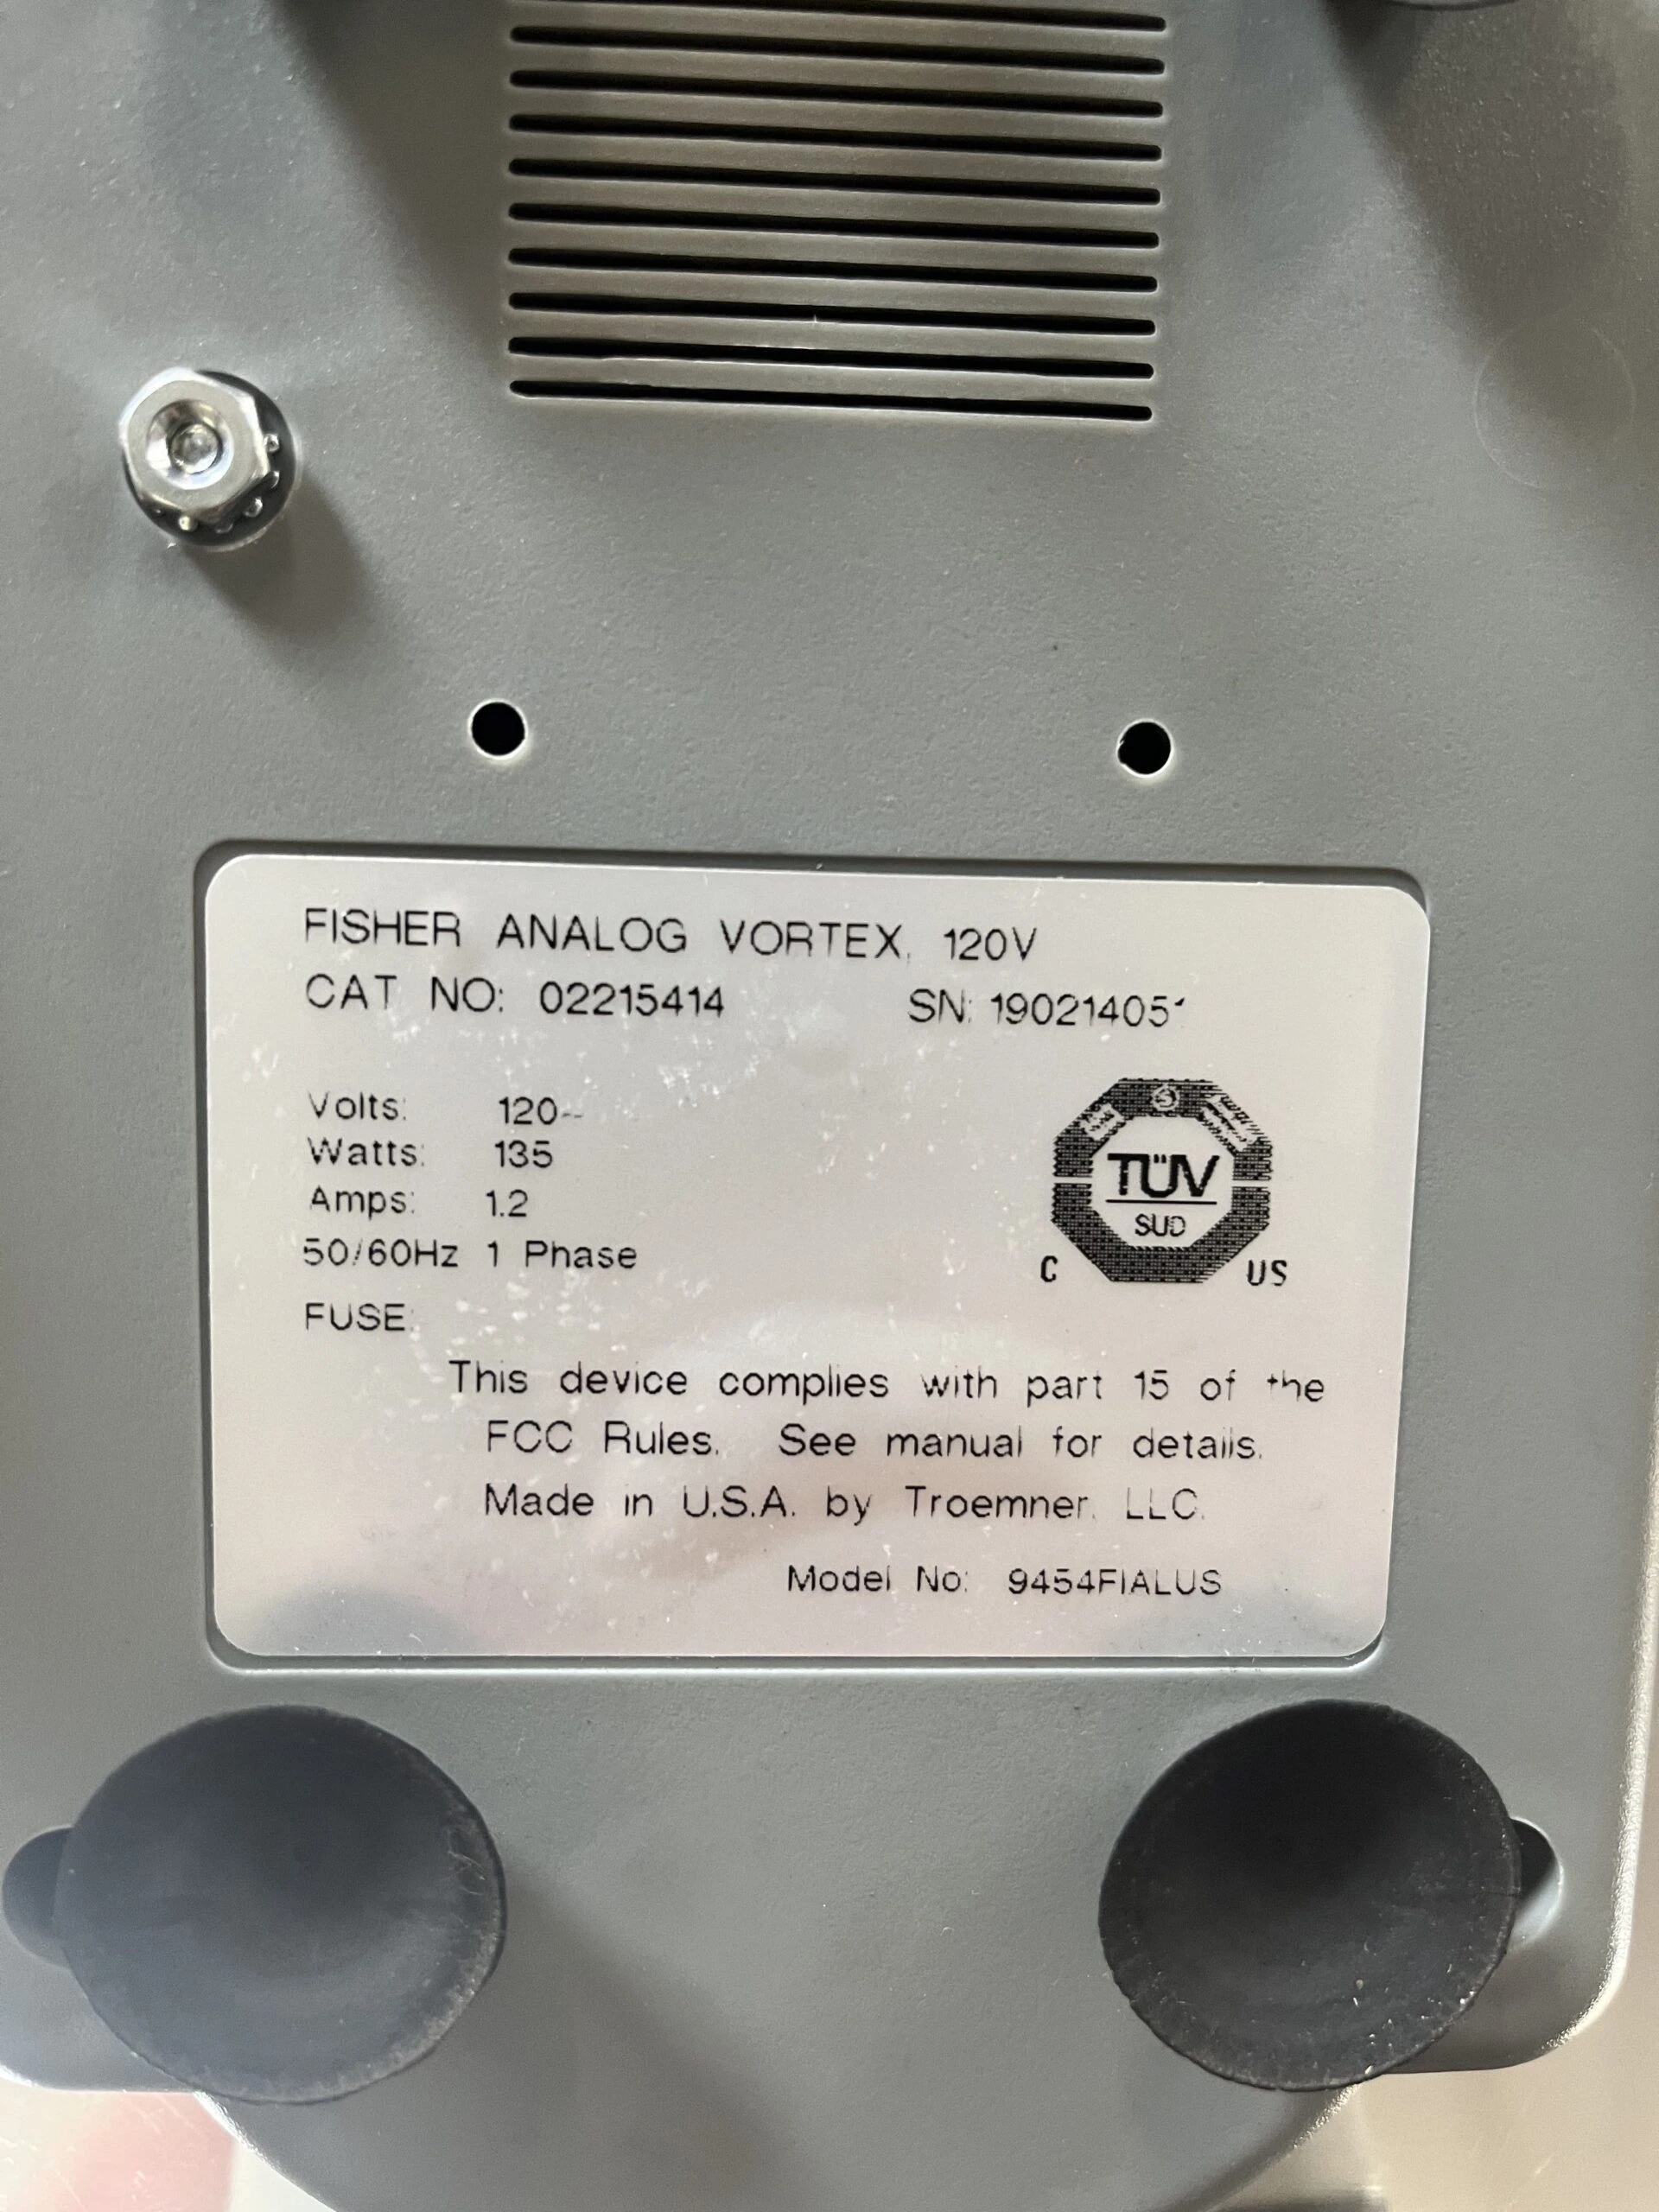 FISHER ANALOG VORTEX, 120V
CAT NO: 02215414 SN: 190214051
Volts: 120~
Watts: 135
Amps: 1.2
50/60Hz 1 Phase
FUSE:
TÜV
SUD
C US
This device complies with part 15 of the
FCC Rules. See manual for details.
Made in U.S.A. by Troemner, LLC.
Model No: 9454FIALUS